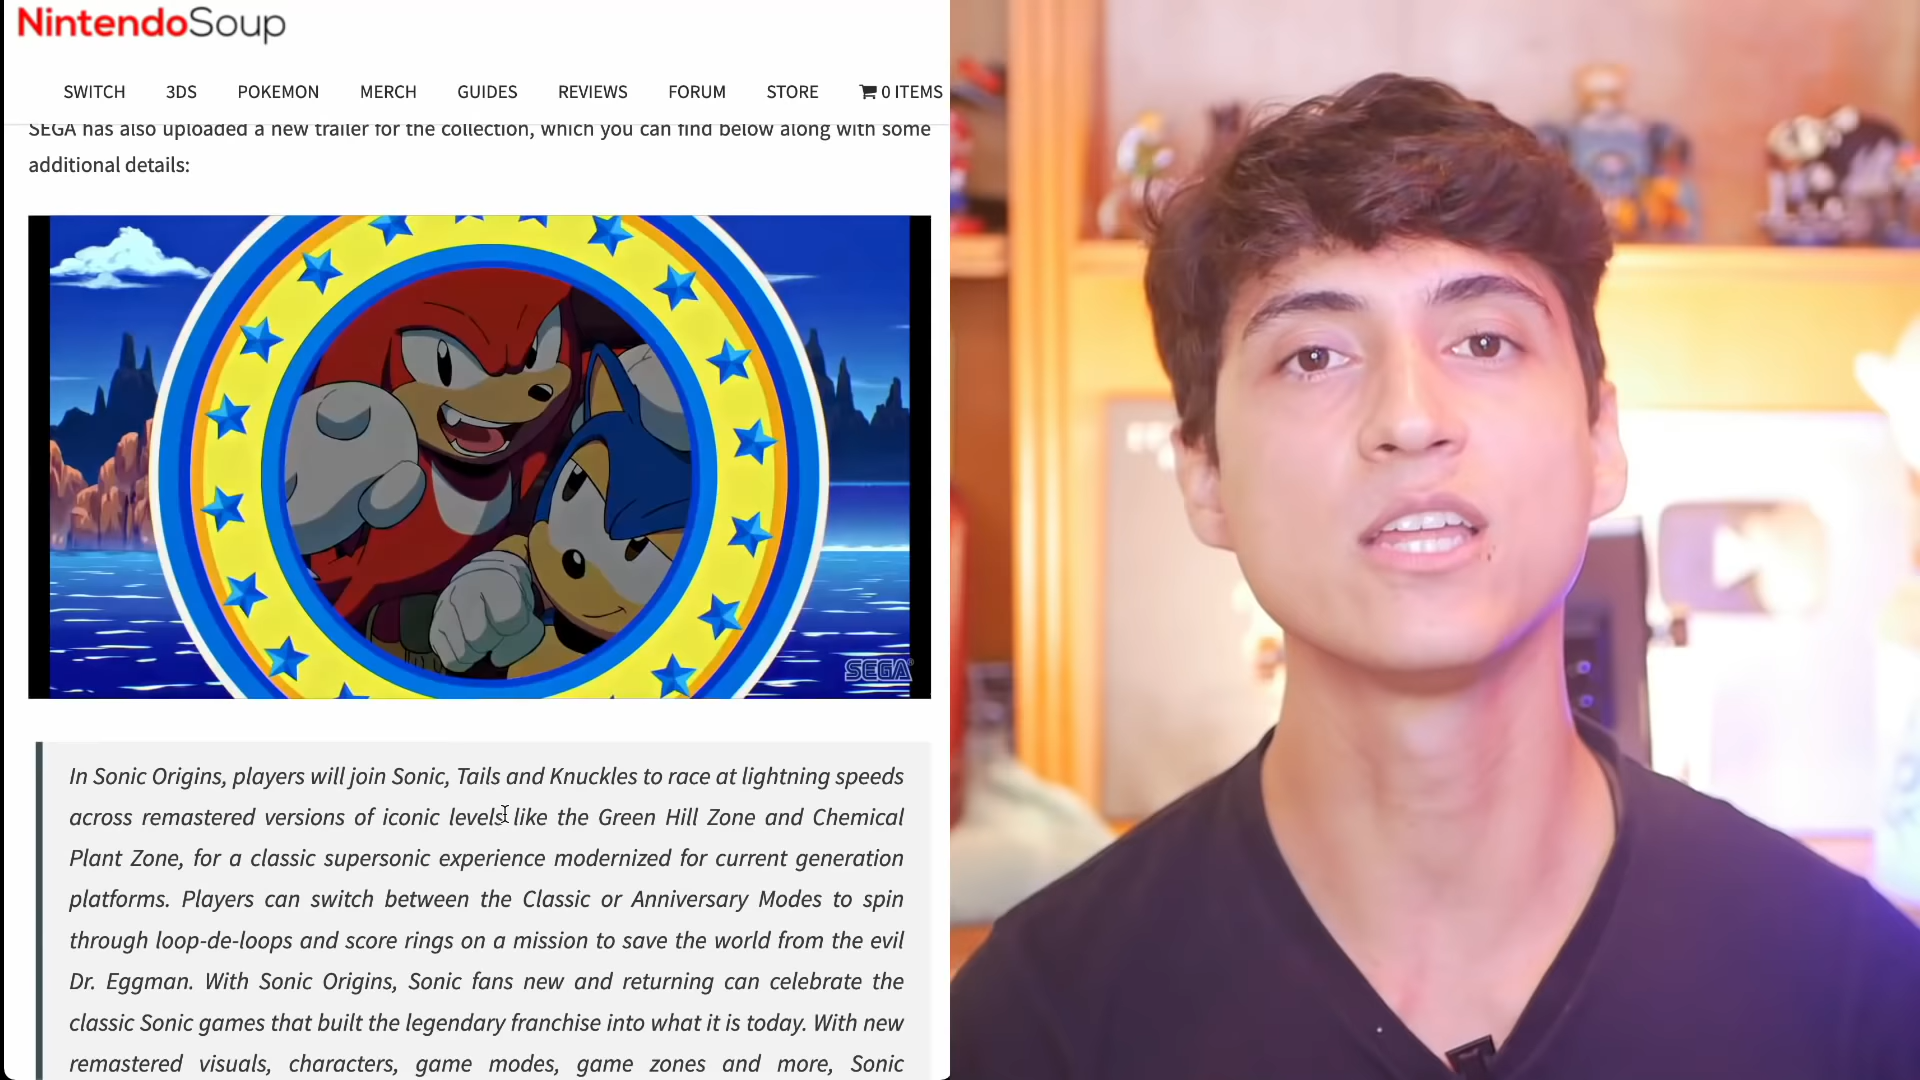 NintendoSoup
SWITCH 3DS POKEMON MERCH GUIDES REVIEWS FORUM STORE 0 ITEMS
SEGA has also uploaded a new trailer for the collection, which you can find below along with some
additional details:
SEGA®
In Sonic Origins, players will join Sonic, Tails and Knuckles to race at lightning speeds
across remastered versions of iconic levels like the Green Hill Zone and Chemical
Plant Zone, for a classic supersonic experience modernized for current generation
platforms. Players can switch between the Classic or Anniversary Modes to spin
through loop-de-loops and score rings on a mission to save the world from the evil
Dr. Eggman. With Sonic Origins, Sonic fans new and returning can celebrate the
classic Sonic games that built the legendary franchise into what it is today. With new
remastered visuals, characters, game modes, game zones and more, Sonic